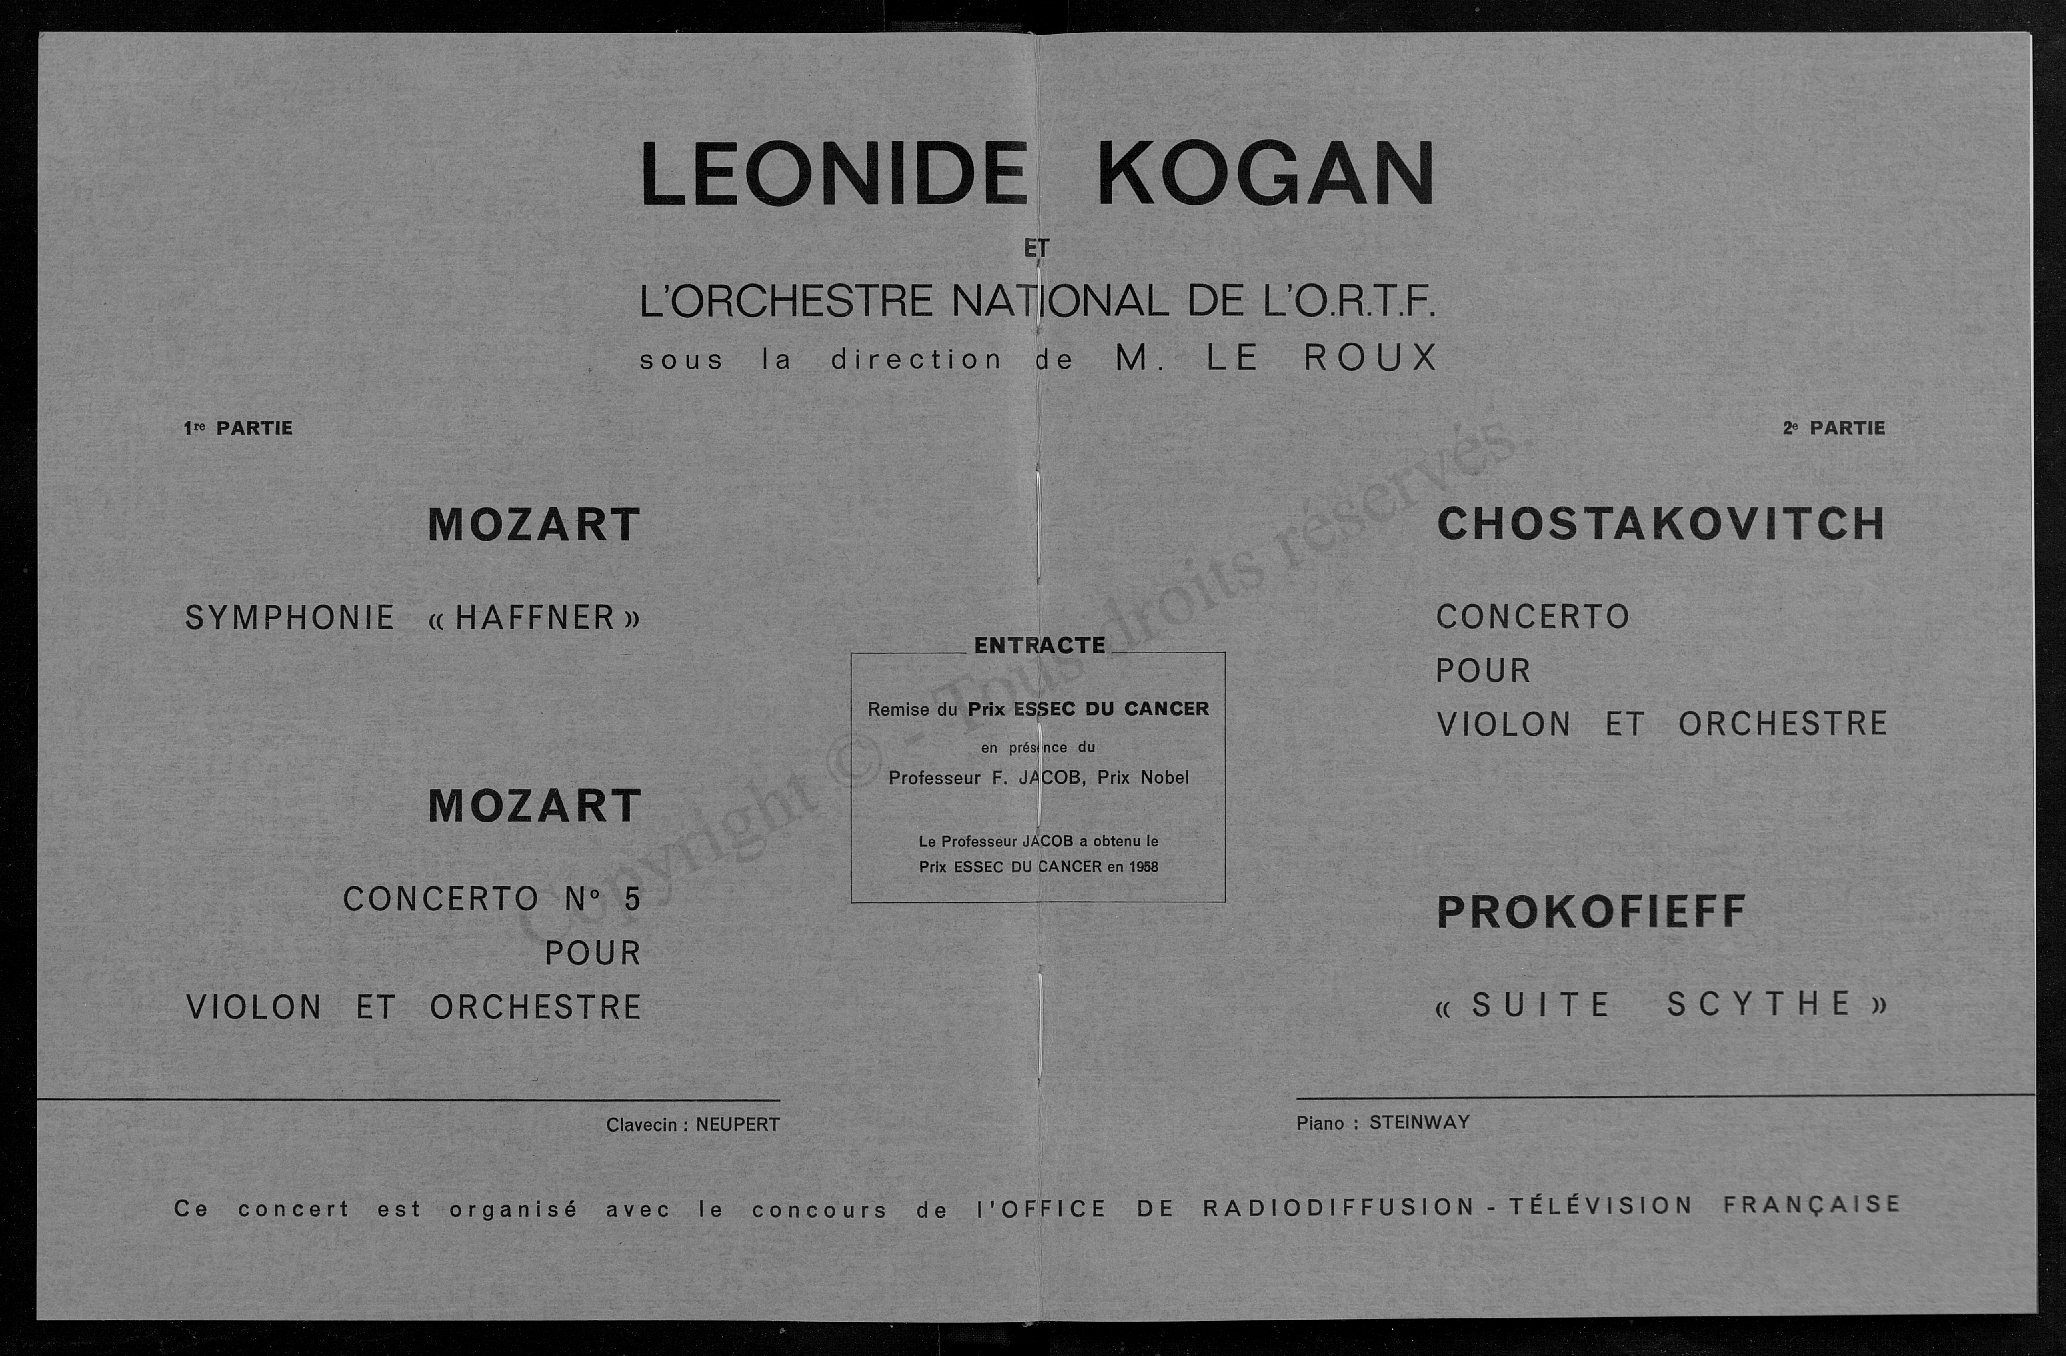 LEONIDE KOGAN
ET
L'ORCHESTRE NATIONAL DE L'O.R.T.F.
sous la direction de M. LE ROUX
1re PARTIE
MOZART
SYMPHONIE « HAFFNER »
MOZART
CONCERTO No 5
POUR
VIOLON ET ORCHESTRE
ENTRACTE
Remise du Prix ESSEC DU CANCER
en présence du
Professeur F. JACOB, Prix Nobel
Le Professeur JACOB a obtenu le
Prix ESSEC DU CANCER en 1958
2e PARTIE
CHOSTAKOVITCH
CONCERTO
POUR
VIOLON ET ORCHESTRE
PROKOFIEFF
« SUITE SCYTHE »
Clavecin : NEUPERT
Piano : STEINWAY
Ce concert est organisé avec le concours de l'OFFICE DE RADIODIFFUSION - TÉLÉVISION FRANÇAISE
Copyright © - Tous droits réservés.